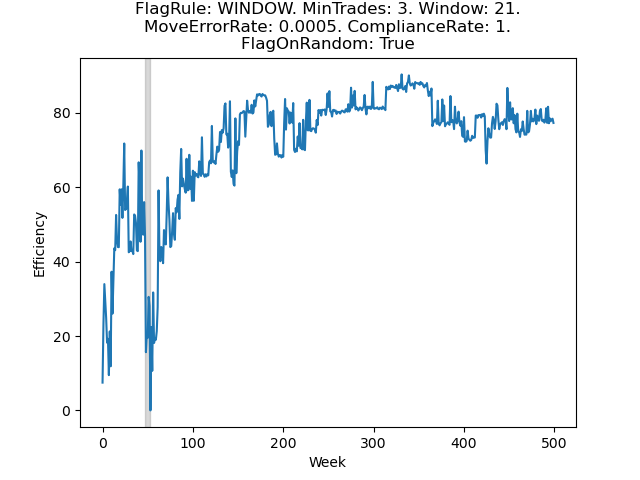 FlagRule: WINDOW. MinTrades: 3. Window: 21.
MoveErrorRate: 0.0005. ComplianceRate: 1.
FlagOnRandom: True
80
60
40
20
0
Efficiency
0 100 200 300 400 500
Week